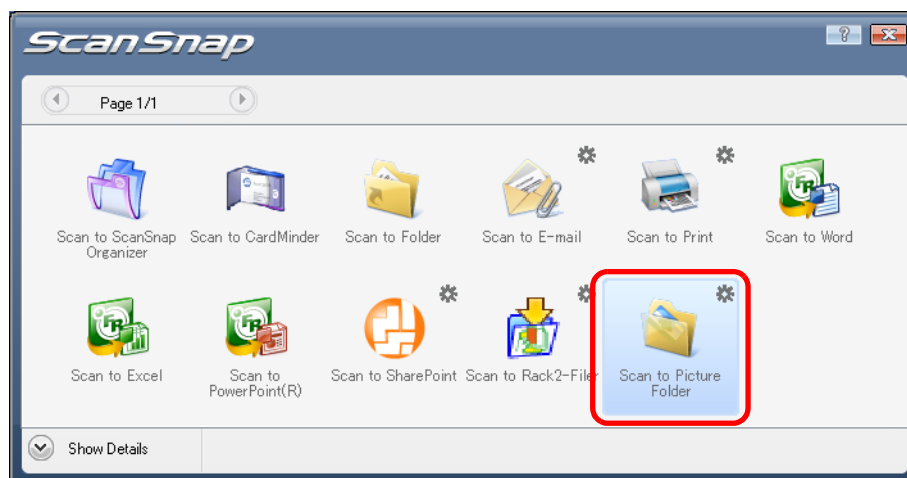 ScanSnap
?
Page 1/1
Scan to ScanSnap
Organizer
Scan to CardMinder
Scan to Folder
Scan to E-mail
Scan to Print
Scan to Word
Scan to Excel
Scan to
PowerPoint(R)
Scan to SharePoint
Scan to Rack2-Filer
Scan to Picture
Folder
Show Details